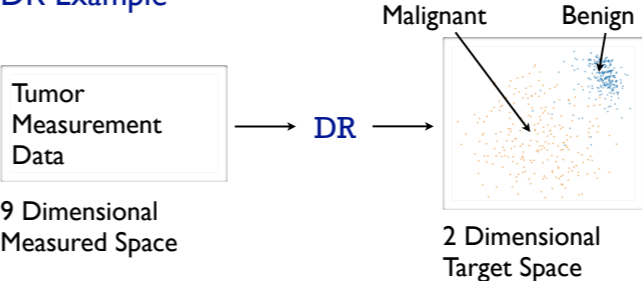 DR Example
Malignant
Benign
Tumor
Measurement
Data
DR
9 Dimensional
Measured Space
2 Dimensional
Target Space